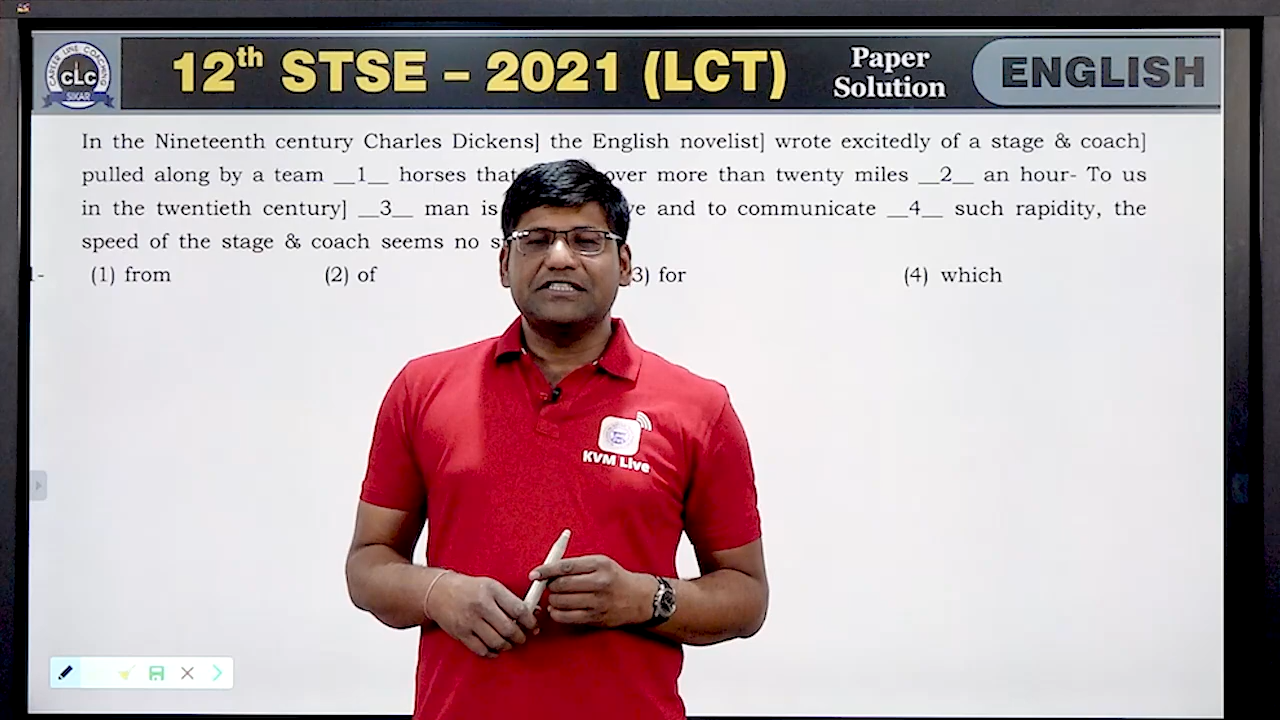 CAREER LINE COACHING
CLC
SIKAR
12th STSE – 2021 (LCT)
Paper
Solution
ENGLISH
In the Nineteenth century Charles Dickens] the English novelist] wrote excitedly of a stage & coach]
pulled along by a team __1__ horses that over more than twenty miles __2__ an hour- To us
in the twentieth century] __3__ man is and to communicate __4__ such rapidity, the
speed of the stage & coach seems no
(1) from (2) of 3) for (4) which
KVM Live